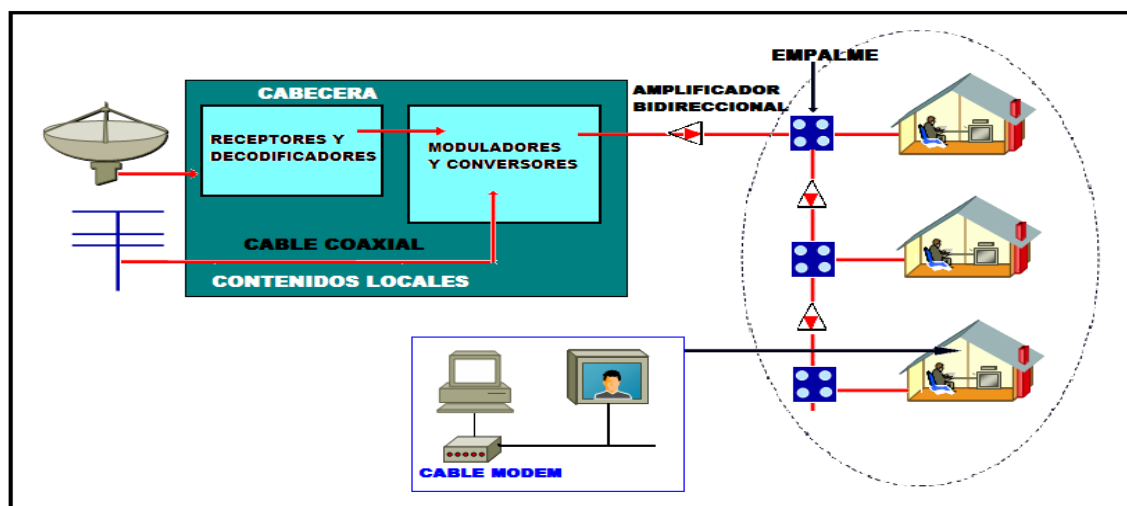 EMPALME
AMPLIFICADOR
BIDIRECCIONAL
CABECERA
RECEPTORES Y
DECODIFICADORES
MODULADORES
Y CONVERSORES
CABLE COAXIAL
CONTENIDOS LOCALES
CABLE MODEM